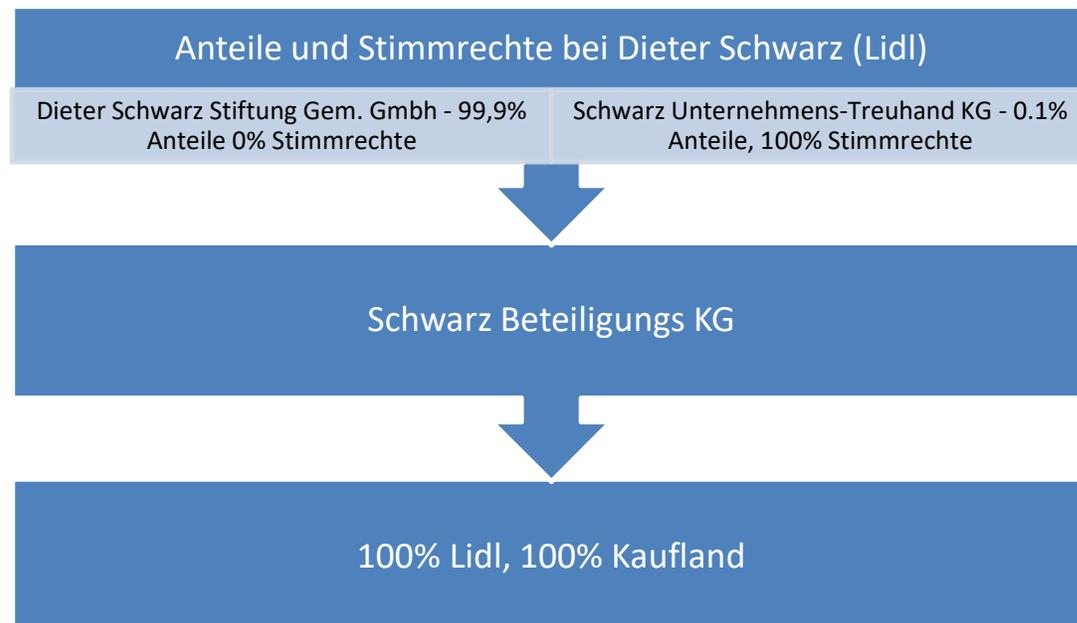 Anteile und Stimmrechte bei Dieter Schwarz (Lidl)
Dieter Schwarz Stiftung Gem. Gmbh - 99,9%
Anteile 0% Stimmrechte
Schwarz Unternehmens-Treuhand KG - 0.1%
Anteile, 100% Stimmrechte
Schwarz Beteiligungs KG
100% Lidl, 100% Kaufland